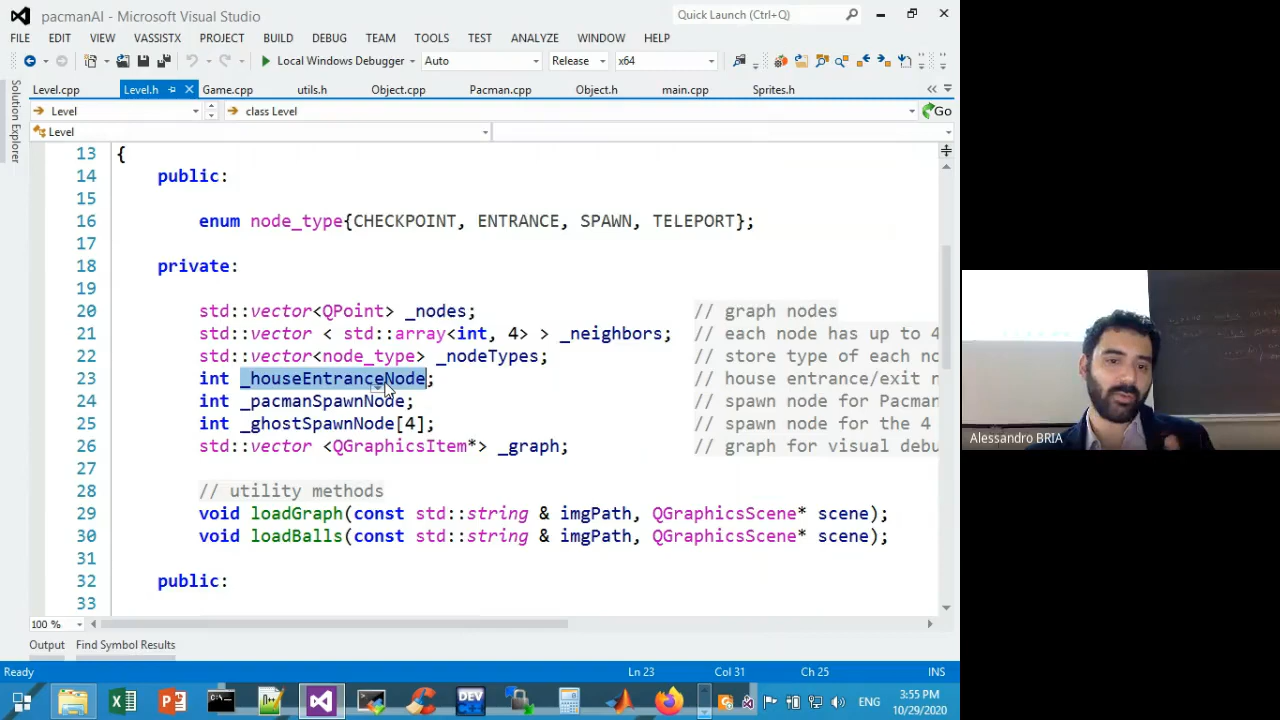 pacmanAI - Microsoft Visual Studio
Quick Launch (Ctrl+Q)
FILE EDIT VIEW VASSISTX PROJECT BUILD DEBUG TEAM TOOLS TEST ANALYZE WINDOW HELP
Local Windows Debugger Auto Release x64
Solution Explorer
Level.cpp Level.h Game.cpp utils.h Object.cpp Pacman.cpp Object.h main.cpp Sprites.h
Level class Level Go
Level
13 {
14 public:
15
16 enum node_type{CHECKPOINT, ENTRANCE, SPAWN, TELEPORT};
17
18 private:
19
20 std::vector<QPoint> _nodes; // graph nodes
21 std::vector < std::array<int, 4> > _neighbors; // each node has up to 4
22 std::vector<node_type> _nodeTypes; // store type of each no
23 int _houseEntranceNode; // house entrance/exit n
24 int _pacmanSpawnNode; // spawn node for Pacman
25 int _ghostSpawnNode[4]; // spawn node for the 4
26 std::vector <QGraphicsItem*> _graph; // graph for visual debu
27
28 // utility methods
29 void loadGraph(const std::string & imgPath, QGraphicsScene* scene);
30 void loadBalls(const std::string & imgPath, QGraphicsScene* scene);
31
32 public:
33
100 %
Output Find Symbol Results
Ready Ln 23 Col 31 Ch 25 INS
DEV
ENG
3:55 PM
10/29/2020
Alessandro BRIA